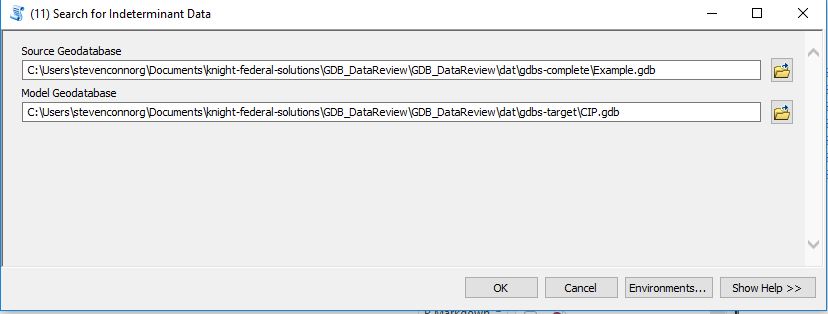 (11) Search for Indeterminant Data
Source Geodatabase
C:\Users\stevenconnorg\Documents\knight-federal-solutions\GDB_DataReview\GDB_DataReview\dat\gdbs-complete\Example.gdb
Model Geodatabase
C:\Users\stevenconnorg\Documents\knight-federal-solutions\GDB_DataReview\GDB_DataReview\dat\gdbs-target\CIP.gdb
OK Cancel Environments... Show Help >>